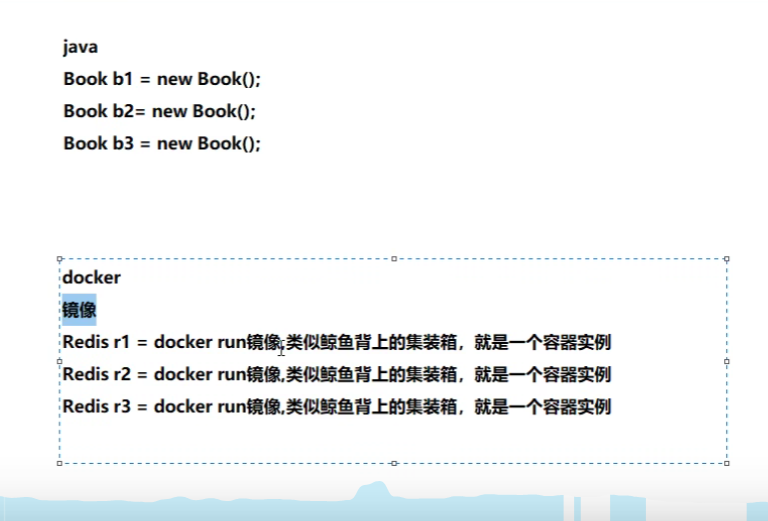 java
Book b1 = new Book();
Book b2= new Book();
Book b3 = new Book();
docker
镜像
Redis r1 = docker run镜像,类似鲸鱼背上的集装箱，就是一个容器实例
Redis r2 = docker run镜像,类似鲸鱼背上的集装箱，就是一个容器实例
Redis r3 = docker run镜像,类似鲸鱼背上的集装箱，就是一个容器实例